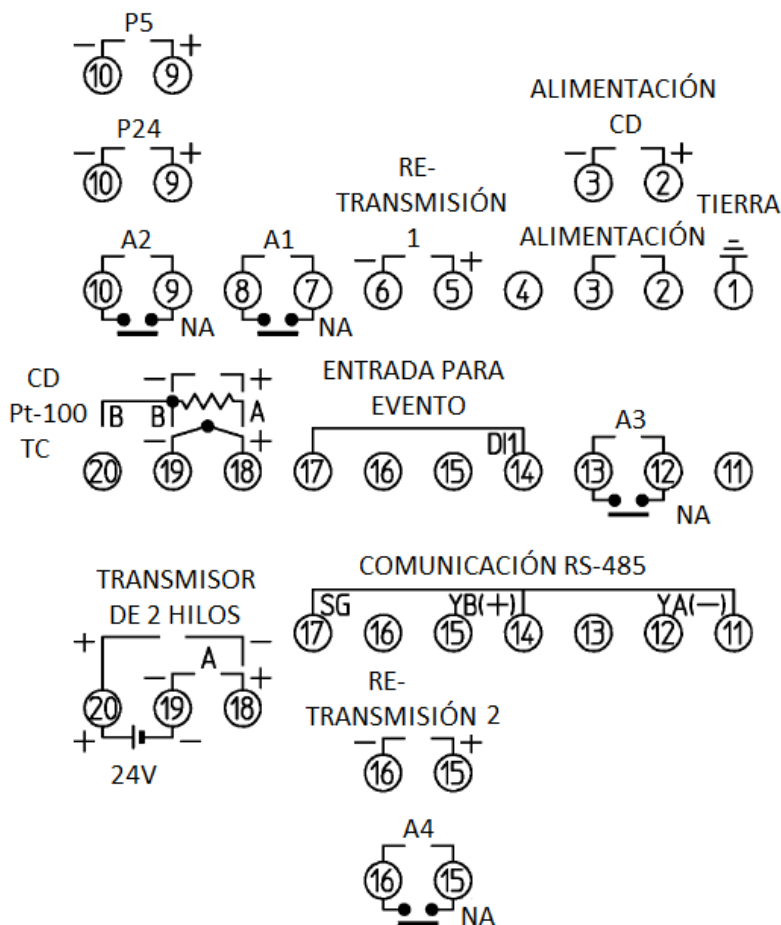 P5
− +
10 9
P24
− +
10 9
ALIMENTACIÓN
CD
− +
3 2
RE-
TRANSMISIÓN
1
− +
TIERRA
A2 A1 ALIMENTACIÓN
10 9 8 7 6 5 4 3 2 1
NA NA
CD
Pt-100
TC
− +
B B A
− +
ENTRADA PARA
EVENTO
DI1
A3
20 19 18 17 16 15 14 13 12 11
NA
TRANSMISOR
DE 2 HILOS
+ −
A
− +
20 19 18
+ −
24V
COMUNICACIÓN RS-485
SG YB(+) YA(−)
17 16 15 14 13 12 11
RE-
TRANSMISIÓN 2
− +
16 15
A4
16 15
NA